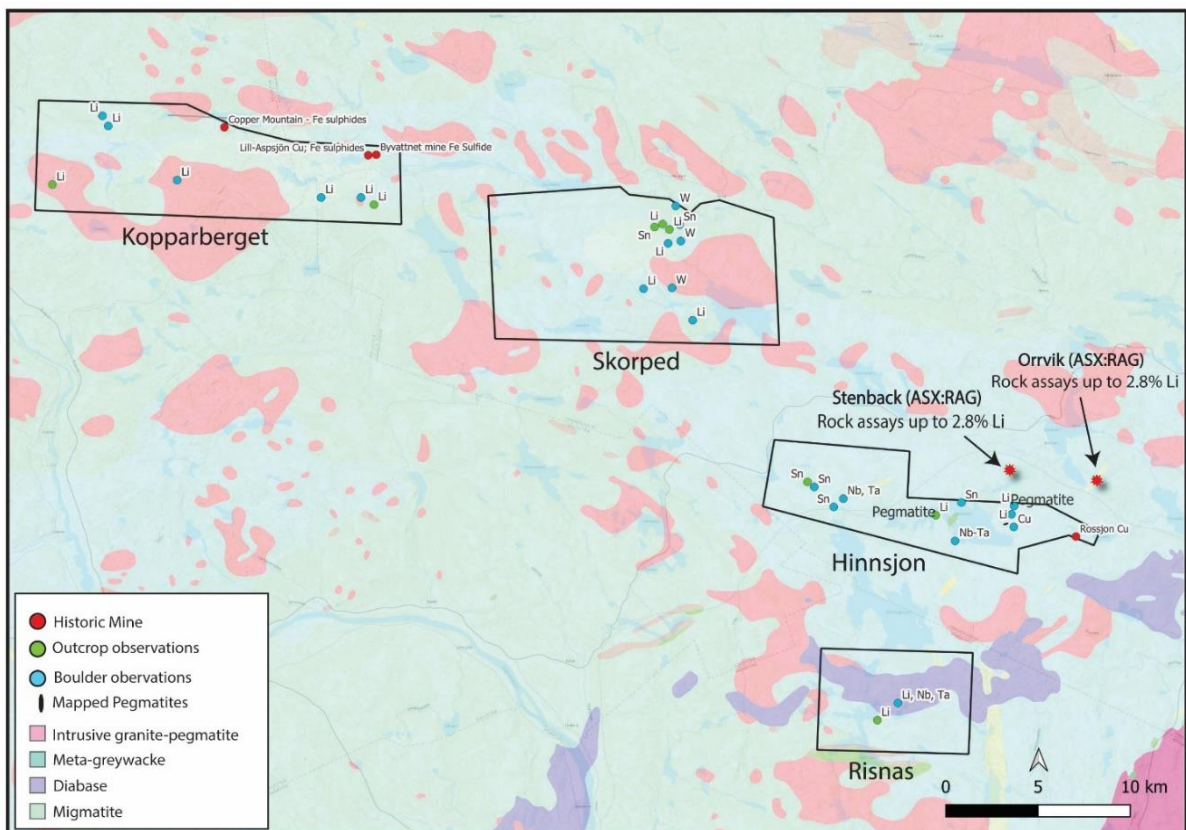 Li
Li
Copper Mountain - Fe sulphides
Lill-Aspsjön Cu; Fe sulphides
Byvattnet mine Fe Sulfide
Li
Li
Li
Li
Li
Kopparberget
W
Li
Sn
Li
Sn
W
Li
Li
W
Li
Skorped
Orrvik (ASX:RAG)
Rock assays up to 2.8% Li
Stenback (ASX:RAG)
Rock assays up to 2.8% Li
Sn
Sn
Nb, Ta
Sn
Sn
Li
Pegmatite
Pegmatite
Li
Li
Cu
Rossjon Cu
Nb-Ta
Hinnsjon
Li, Nb, Ta
Li
Risnas
Historic Mine
Outcrop observations
Boulder obervations
Mapped Pegmatites
Intrusive granite-pegmatite
Meta-greywacke
Diabase
Migmatite
0
5
10 km